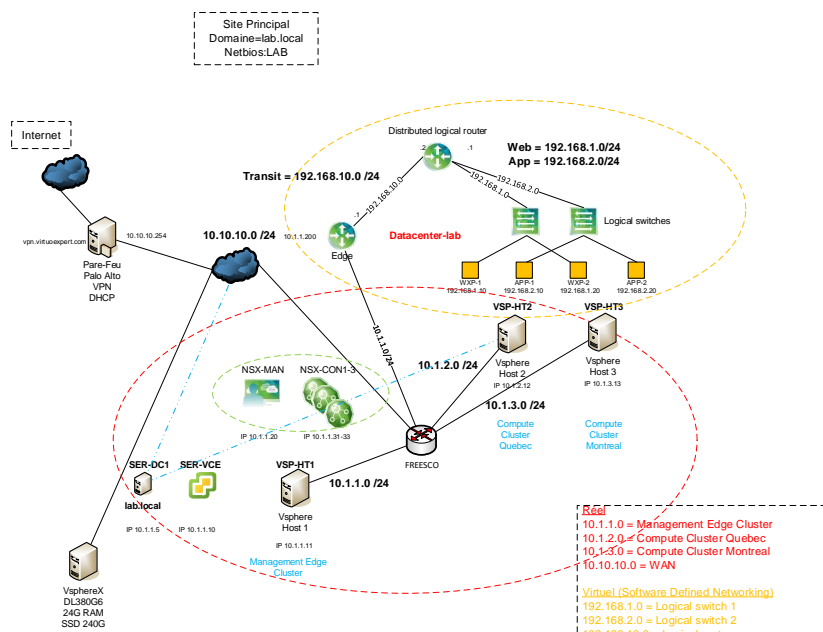 Site Principal
Domaine=lab.local
Netbios:LAB
Internet
vpn.virtuoexpert.com
10.10.10.254
Pare-Feu
Palo Alto
VPN
DHCP
10.10.10.0 /24
Distributed logical router
.2
.1
Web = 192.168.1.0/24
App = 192.168.2.0/24
Transit = 192.168.10.0 /24
192.168.10.0
192.168.1.0
192.168.2.0
Logical switches
10.1.1.200
Edge
Datacenter-lab
WXP-1
192.168.1.10
APP-1
192.168.2.10
WXP-2
192.168.1.20
APP-2
192.168.2.20
10.1.1.0/24
VSP-HT2
Vsphere
Host 2
IP 10.1.2.12
VSP-HT3
Vsphere
Host 3
IP 10.1.3.13
10.1.2.0 /24
10.1.3.0 /24
Compute
Cluster
Quebec
Compute
Cluster
Montreal
NSX-MAN
NSX-CON1-3
IP 10.1.1.20
IP 10.1.1.31-33
FREESCO
SER-DC1
lab.local
IP 10.1.1.5
SER-VCE
IP 10.1.1.10
VSP-HT1
Vsphere
Host 1
IP 10.1.1.11
10.1.1.0 /24
Management Edge
Cluster
VsphereX
DL380G6
24G RAM
SSD 240G
Réel
10.1.1.0 = Management Edge Cluster
10.1.2.0 = Compute Cluster Quebec
10.1.3.0 = Compute Cluster Montreal
10.10.10.0 = WAN
Virtuel (Software Defined Networking)
192.168.1.0 = Logical switch 1
192.168.2.0 = Logical switch 2